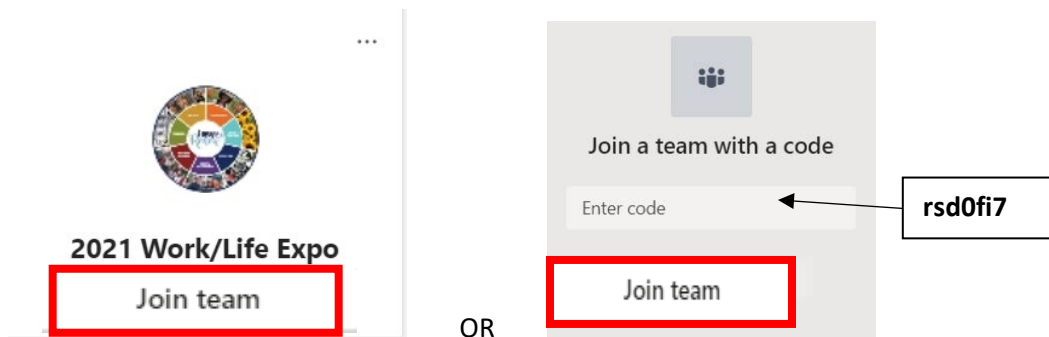 ...
2021 Work/Life Expo
Join team
OR
Join a team with a code
Enter code
rsd0fi7
Join team